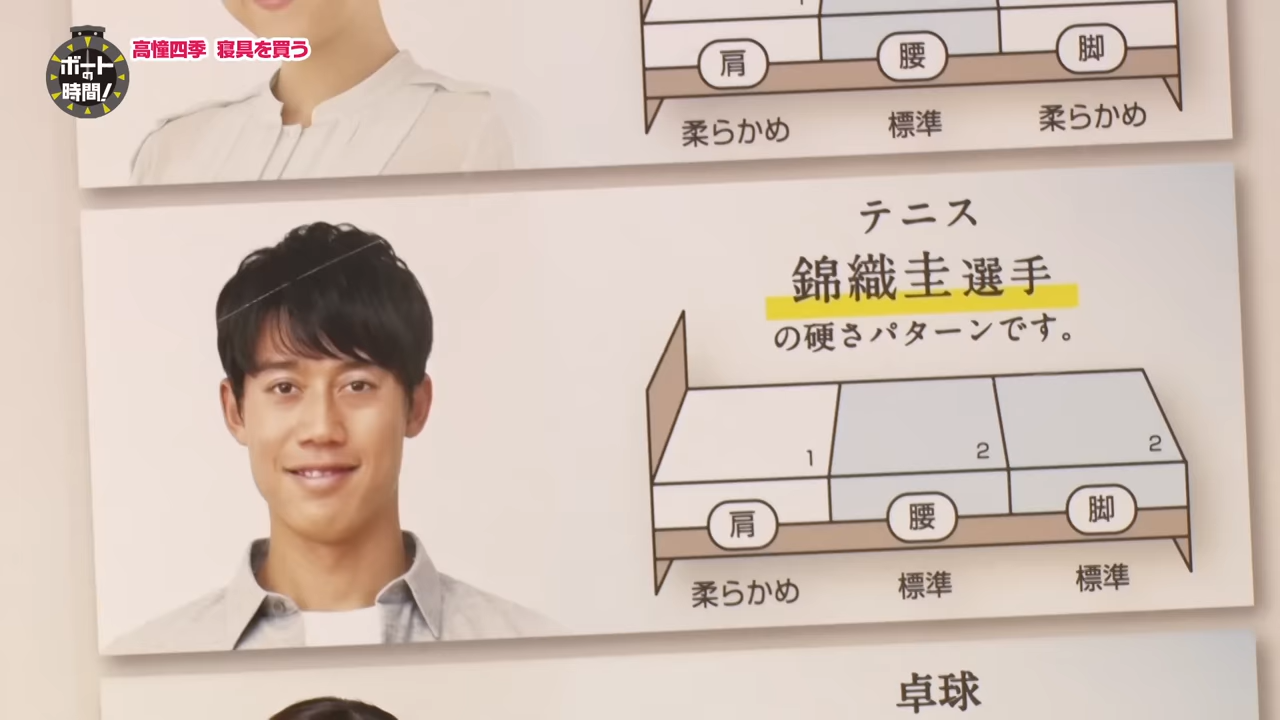 ボートの時間!
高憧四季 寝具を買う
肩 腰 脚
柔らかめ 標準 柔らかめ
テニス
錦織圭選手
の硬さパターンです。
1 2 2
肩 腰 脚
柔らかめ 標準 標準
卓球